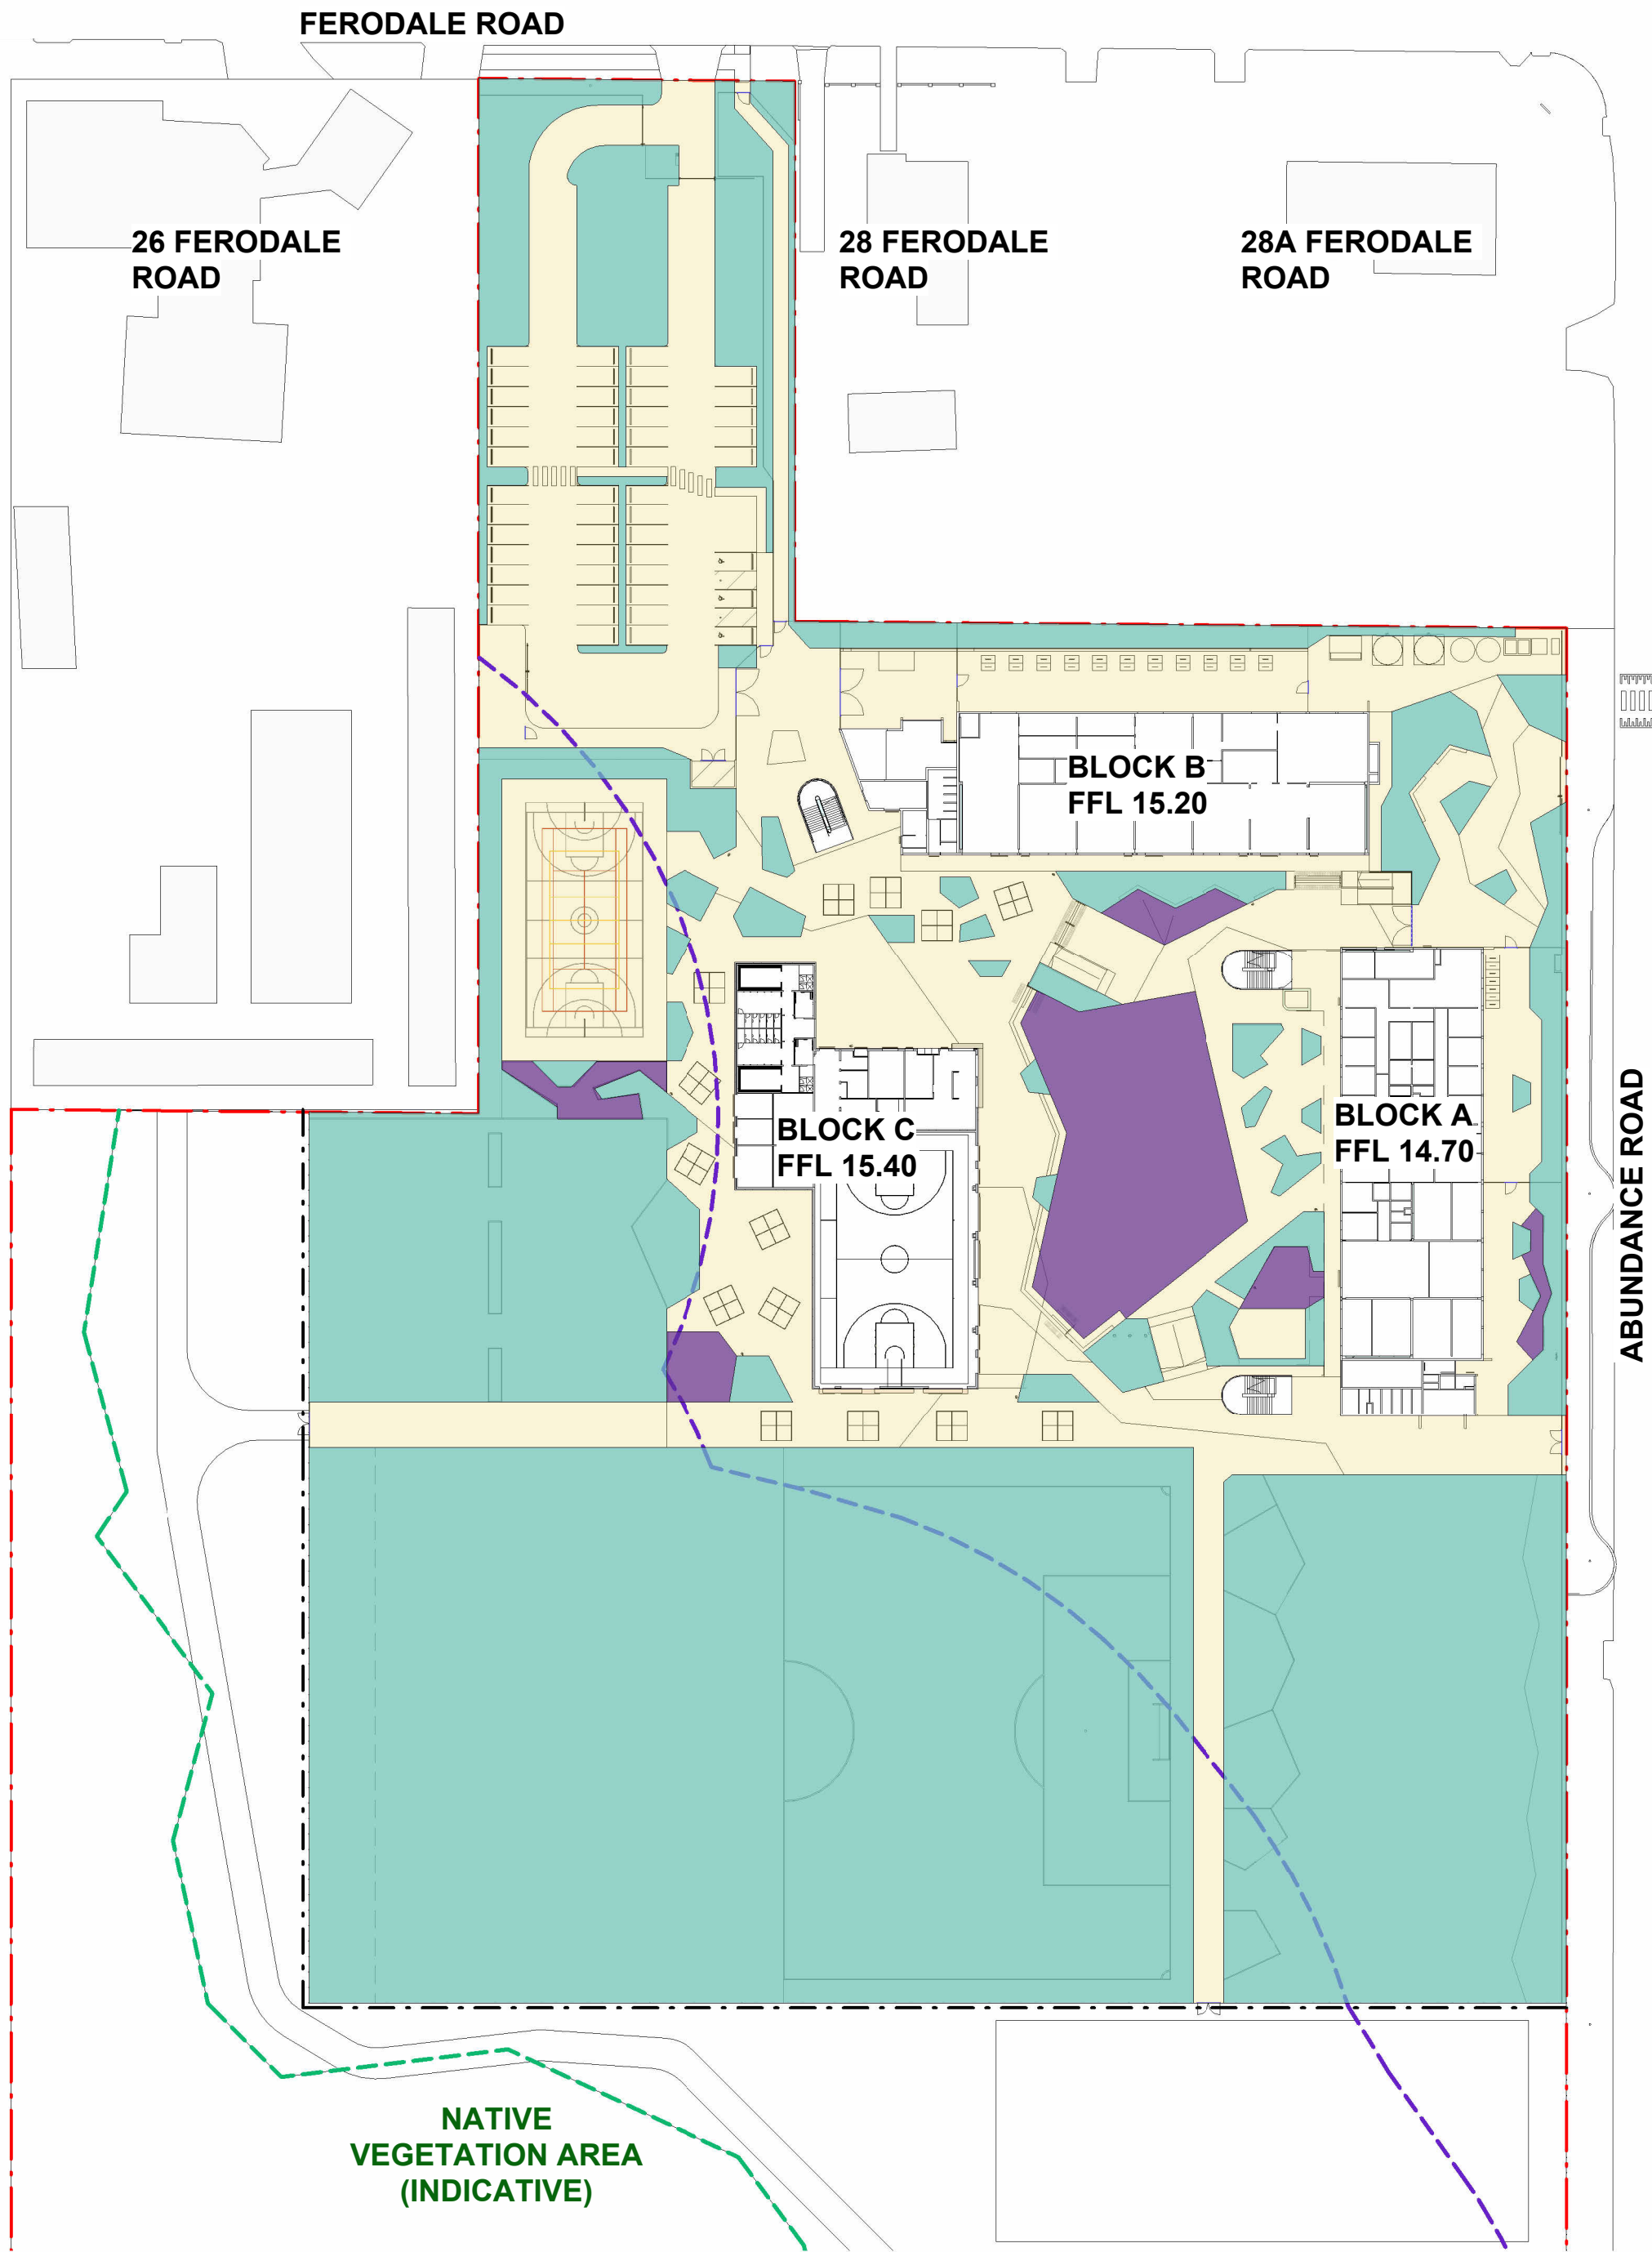 FERODALE ROAD
26 FERODALE
ROAD
28 FERODALE
ROAD
28A FERODALE
ROAD
BLOCK B
FFL 15.20
BLOCK C
FFL 15.40
BLOCK A
FFL 14.70
ABUNDANCE ROAD
NATIVE
VEGETATION AREA
(INDICATIVE)